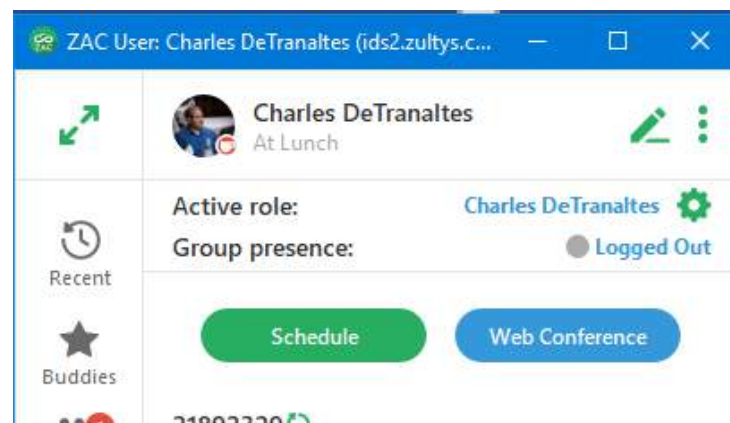 ZAC User: Charles DeTranaltes (ids2.zultys.c...
Charles DeTranaltes
At Lunch
Active role: Charles DeTranaltes
Group presence: Logged Out
Recent
Schedule Web Conference
Buddies